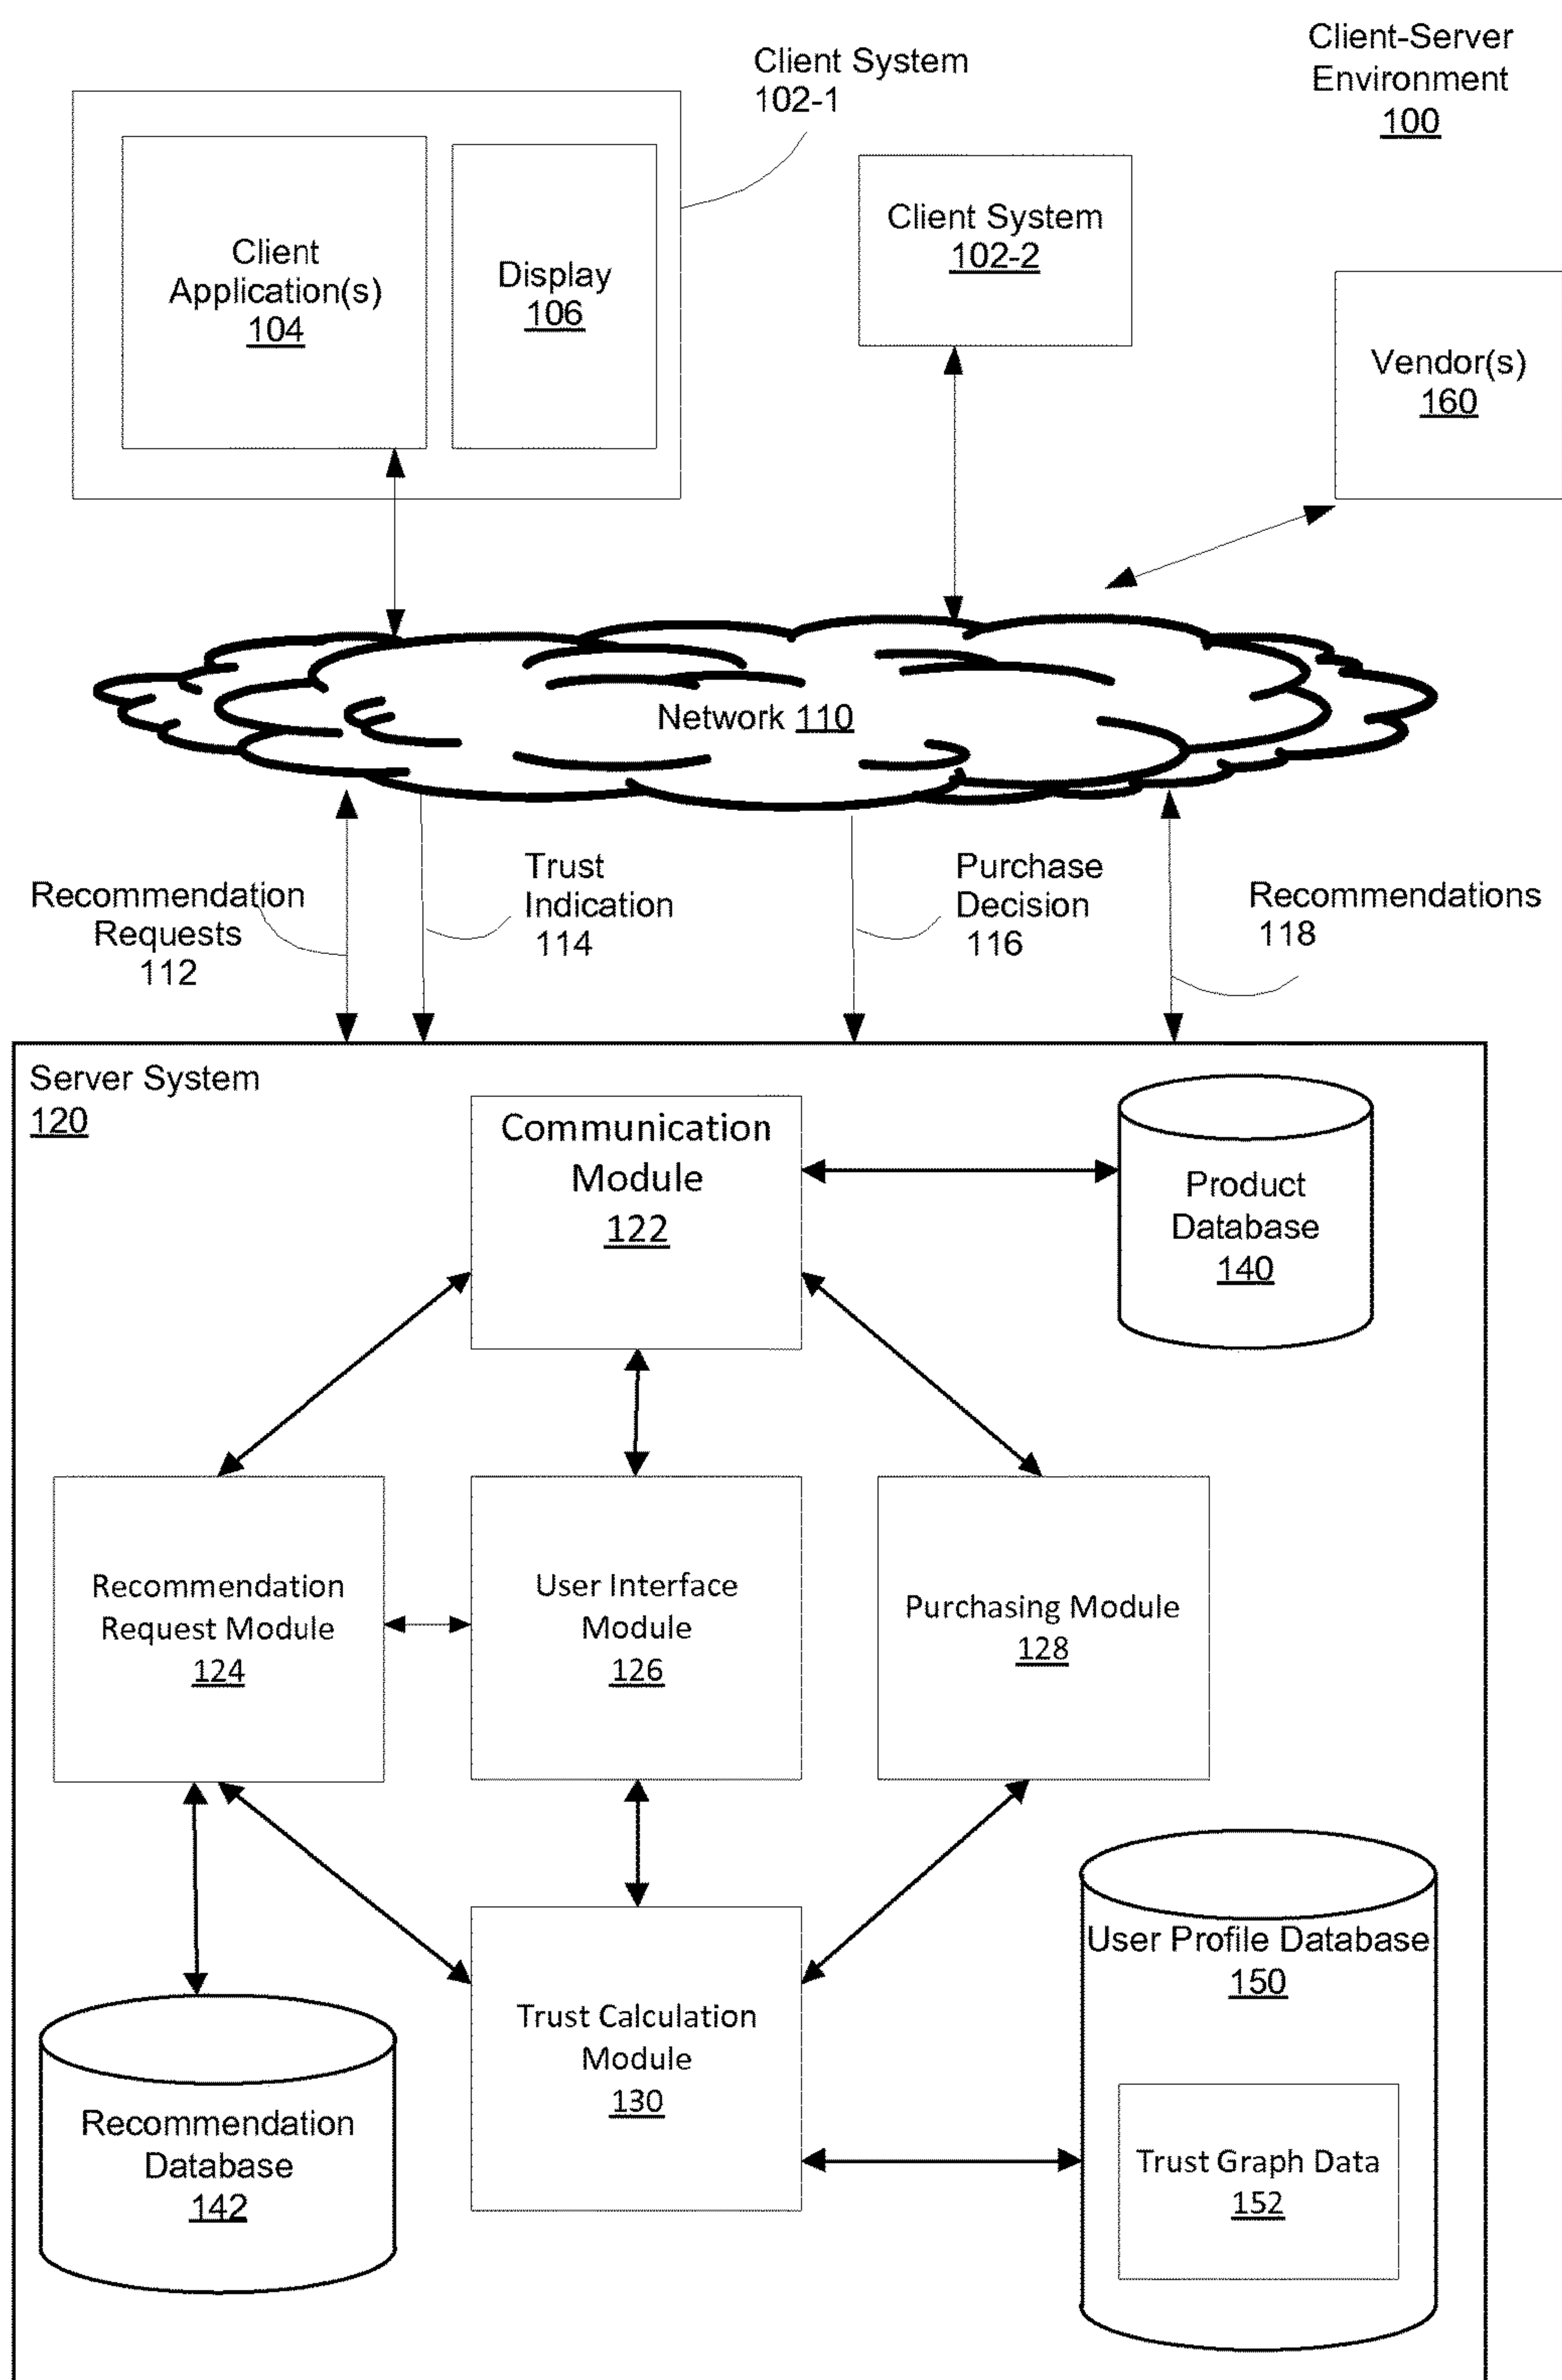 Client System
102-1
Client-Server
Environment
100
Client
Application(s)
104
Display
106
Client System
102-2
Vendor(s)
160
Network 110
Recommendation
Requests
112
Trust
Indication
114
Purchase
Decision
116
Recommendations
118
Server System
120
Communication
Module
122
Product
Database
140
Recommendation
Request Module
124
User Interface
Module
126
Purchasing Module
128
Trust Calculation
Module
130
User Profile Database
150
Recommendation
Database
142
Trust Graph Data
152